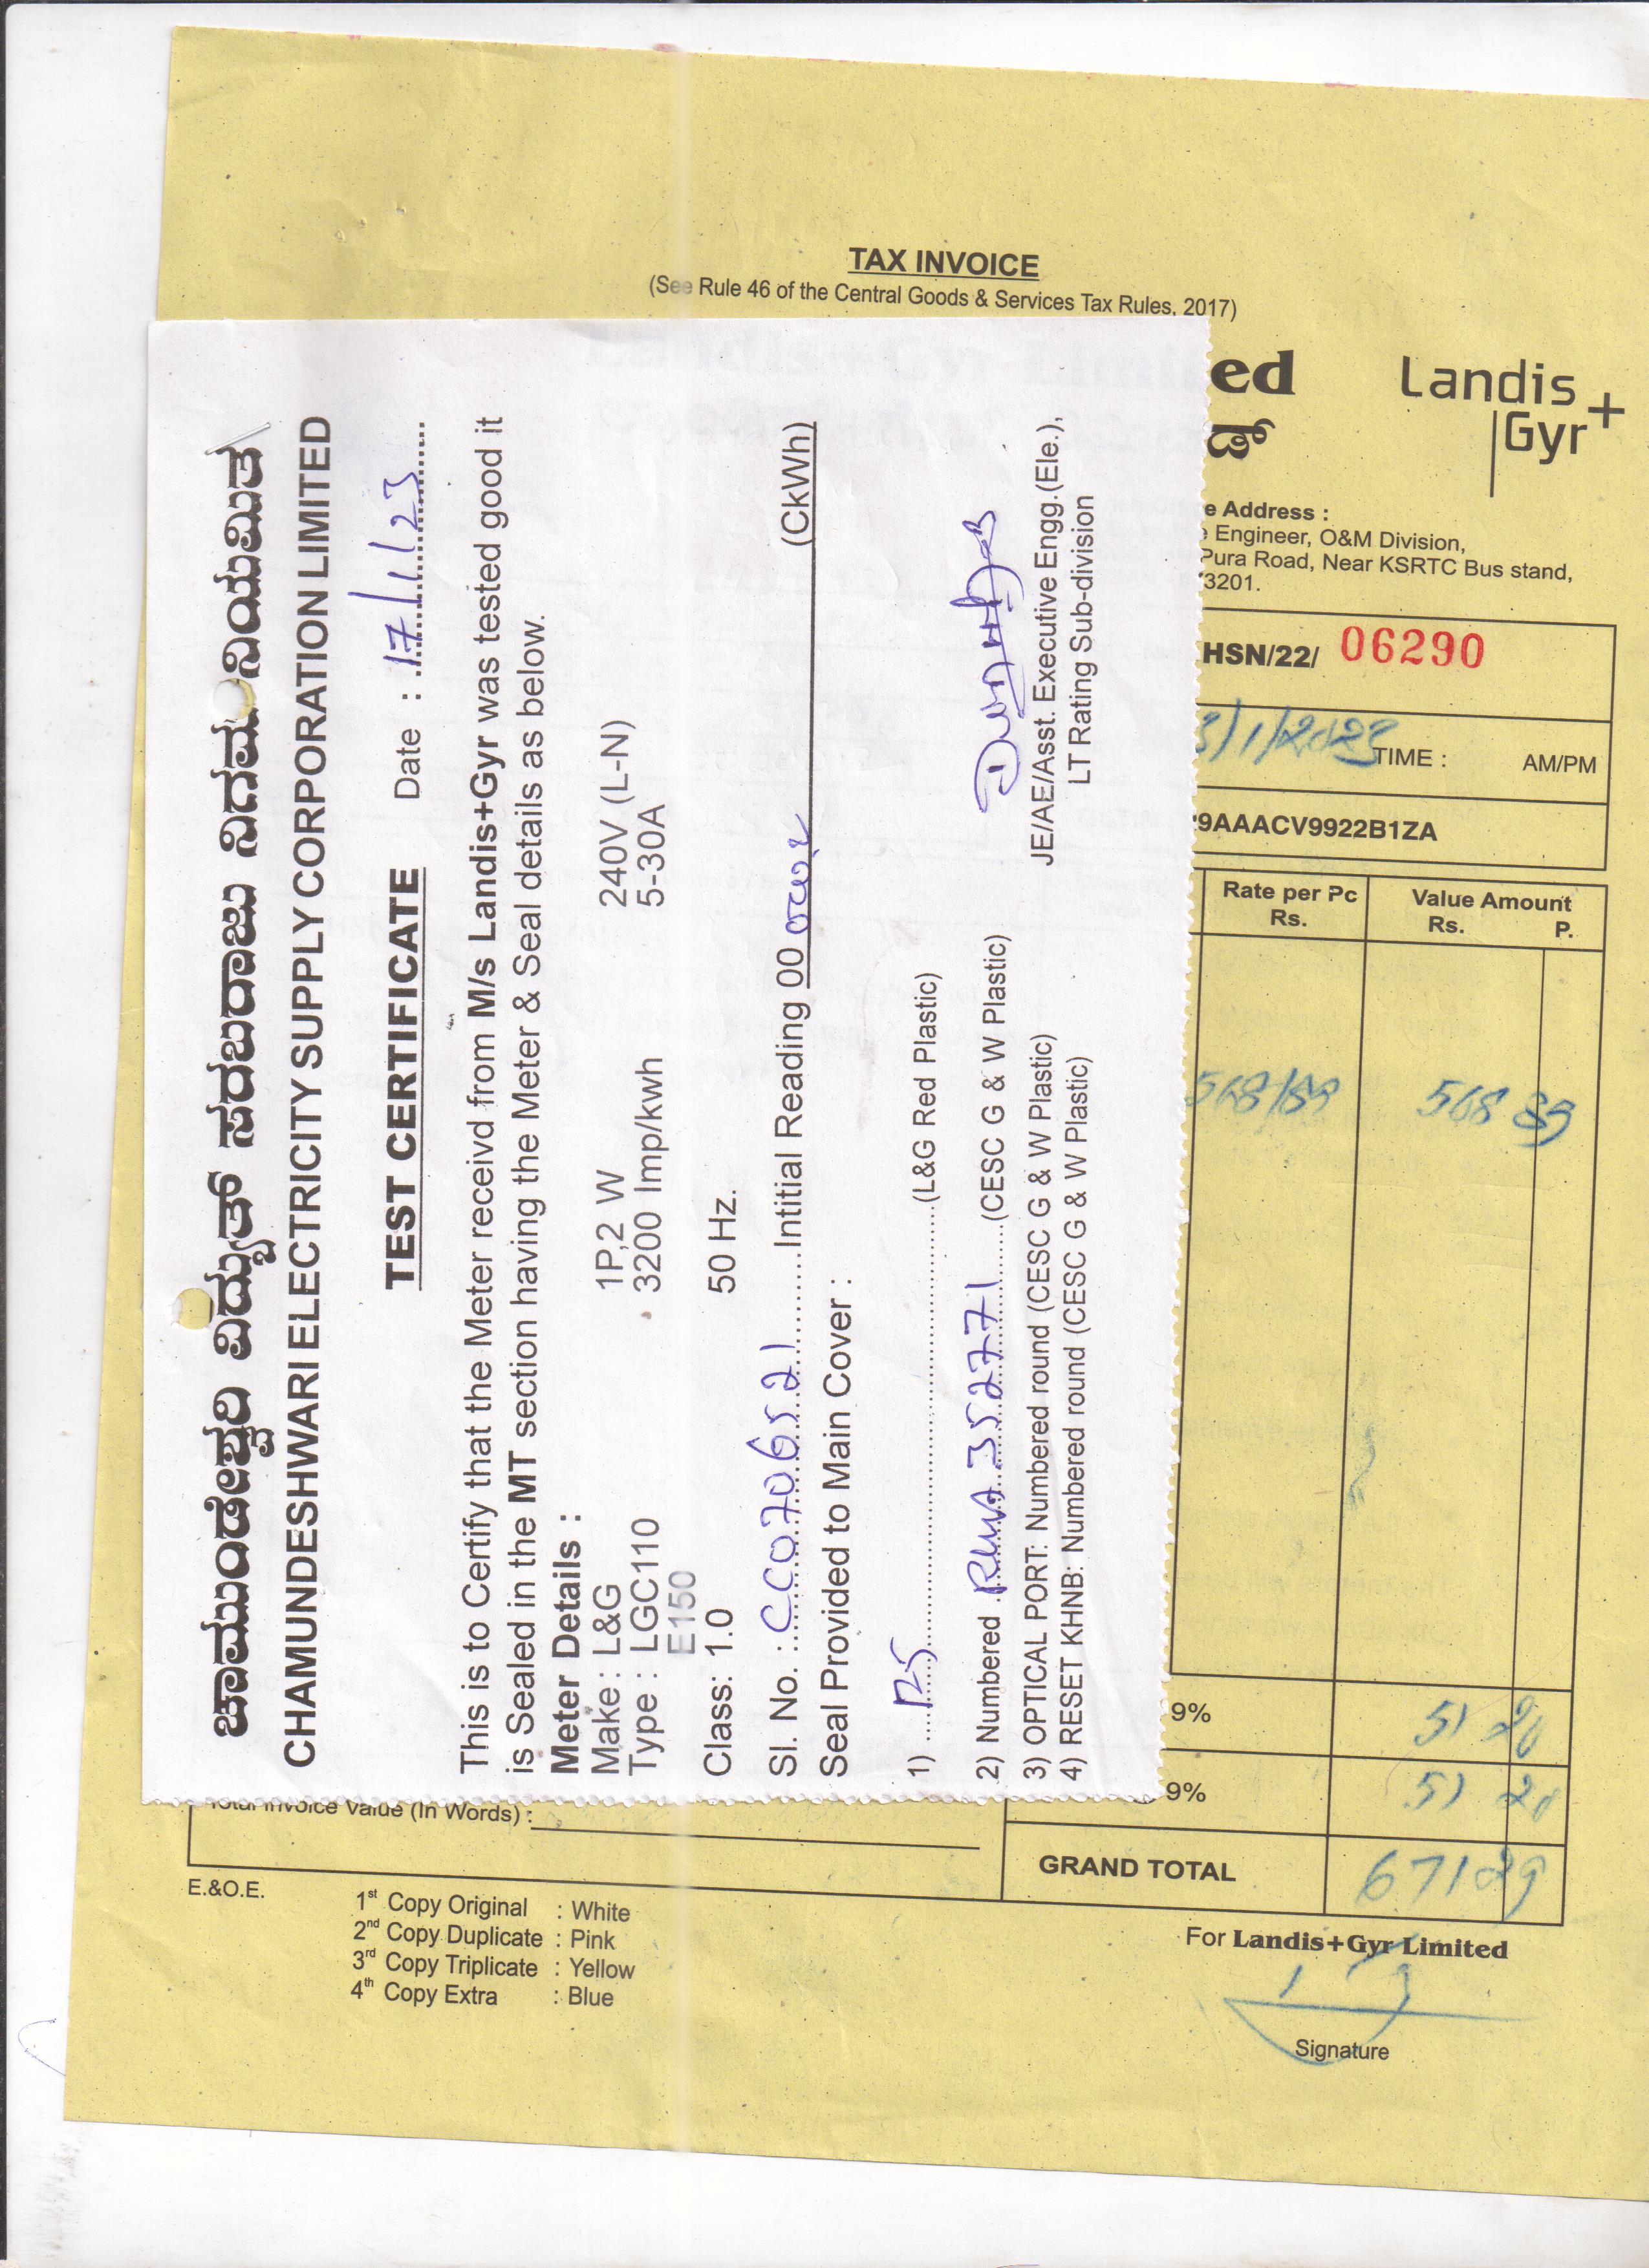 TAX INVOICE
(See Rule 46 of the Central Goods & Services Tax Rules, 2017)
ed
Landis
Gyr+
e Address :
Engineer, O&M Division,
Pura Road, Near KSRTC Bus stand,
3201.
HSN/22/ 06290
/1/2023 TIME : AM/PM
9AAACV9922B1ZA
Rate per Pc Value Amount
Rs. Rs. P.
568/89 568 89
9% 51 20
9% 51 20
Total Invoice Value (In Words) :
GRAND TOTAL 671 29
E.&O.E.
1st Copy Original : White
2nd Copy Duplicate : Pink
3rd Copy Triplicate : Yellow
4th Copy Extra : Blue
For Landis+Gyr Limited
Signature
ಚಾಮುಂಡೇಶ್ವರಿ ವಿದ್ಯುತ್ ಸರಬರಾಜು ನಿಗಮ ನಿಯಮಿತ
CHAMUNDESHWARI ELECTRICITY SUPPLY CORPORATION LIMITED
TEST CERTIFICATE Date : 17/1/23
This is to Certify that the Meter receivd from M/s Landis+Gyr was tested good it
is Sealed in the MT section having the Meter & Seal details as below.
Meter Details :
Make : L&G 1P,2 W 240V (L-N)
Type : LGC110 3200 Imp/kwh 5-30A
E150
Class: 1.0 50 Hz.
Sl. No. : CC0706521 Intitial Reading 00 (CkWh)
Seal Provided to Main Cover :
1) (L&G Red Plastic)
2) Numbered 352771 (CESC G & W Plastic)
3) OPTICAL PORT: Numbered round (CESC G & W Plastic)
4) RESET KHNB: Numbered round (CESC G & W Plastic)
JE/AE/Asst. Executive Engg.(Ele.),
LT Rating Sub-division